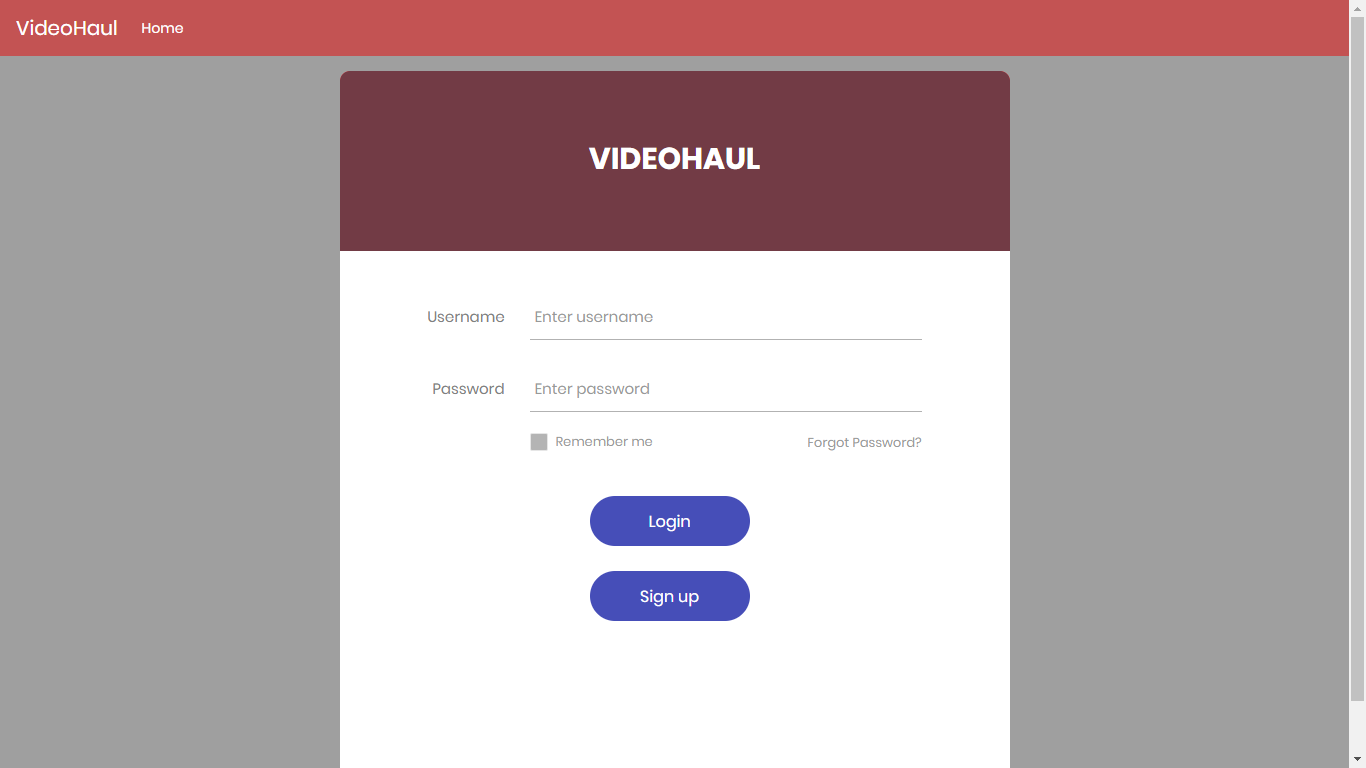 VideoHaul Home
VIDEOHAUL
Username Enter username
Password Enter password
Remember me Forgot Password?
Login
Sign up